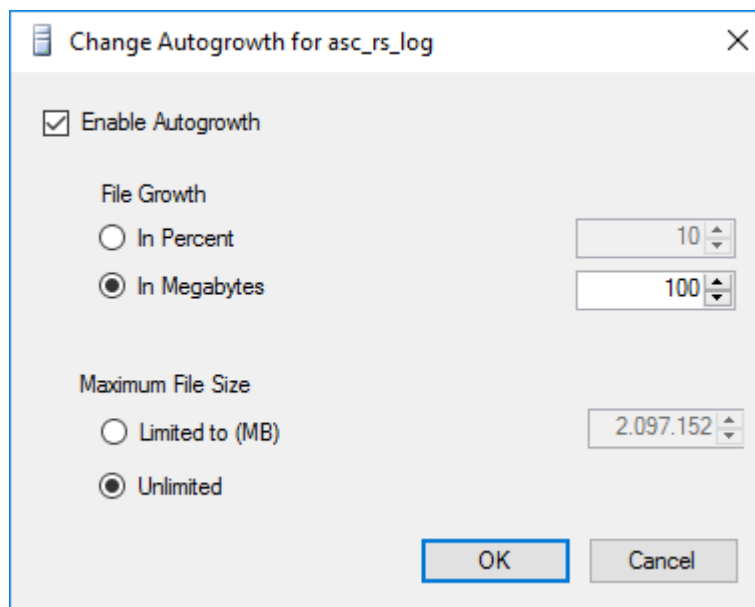 Change Autogrowth for asc_rs_log
Enable Autogrowth
File Growth
In Percent 10
In Megabytes 100
Maximum File Size
Limited to (MB) 2.097.152
Unlimited
OK Cancel